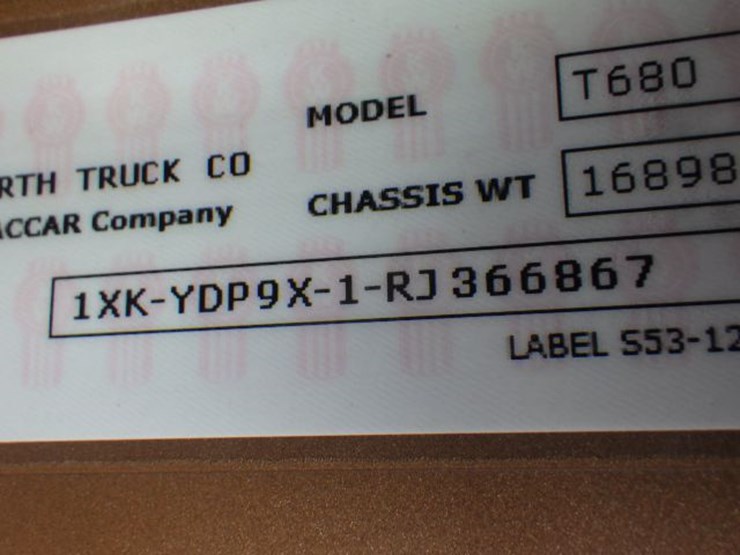 MODEL T680
RTH TRUCK CO
CHASSIS WT 16898
ACCAR Company
1XK-YDP9X-1-RJ366867
LABEL S53-12